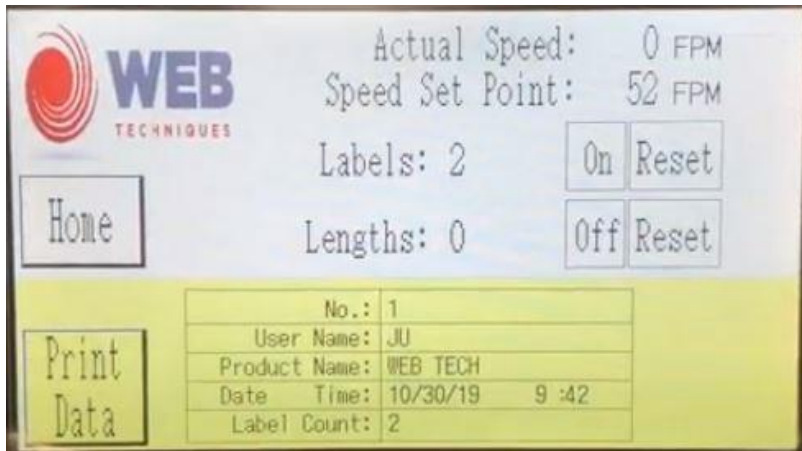 WEB
TECHNIQUES
Actual Speed: 0 FPM
Speed Set Point: 52 FPM
Labels: 2 On Reset
Home
Lengths: 0 Off Reset
Print
Data
No.: 1
User Name: JU
Product Name: WEB TECH
Date Time: 10/30/19 9 :42
Label Count: 2